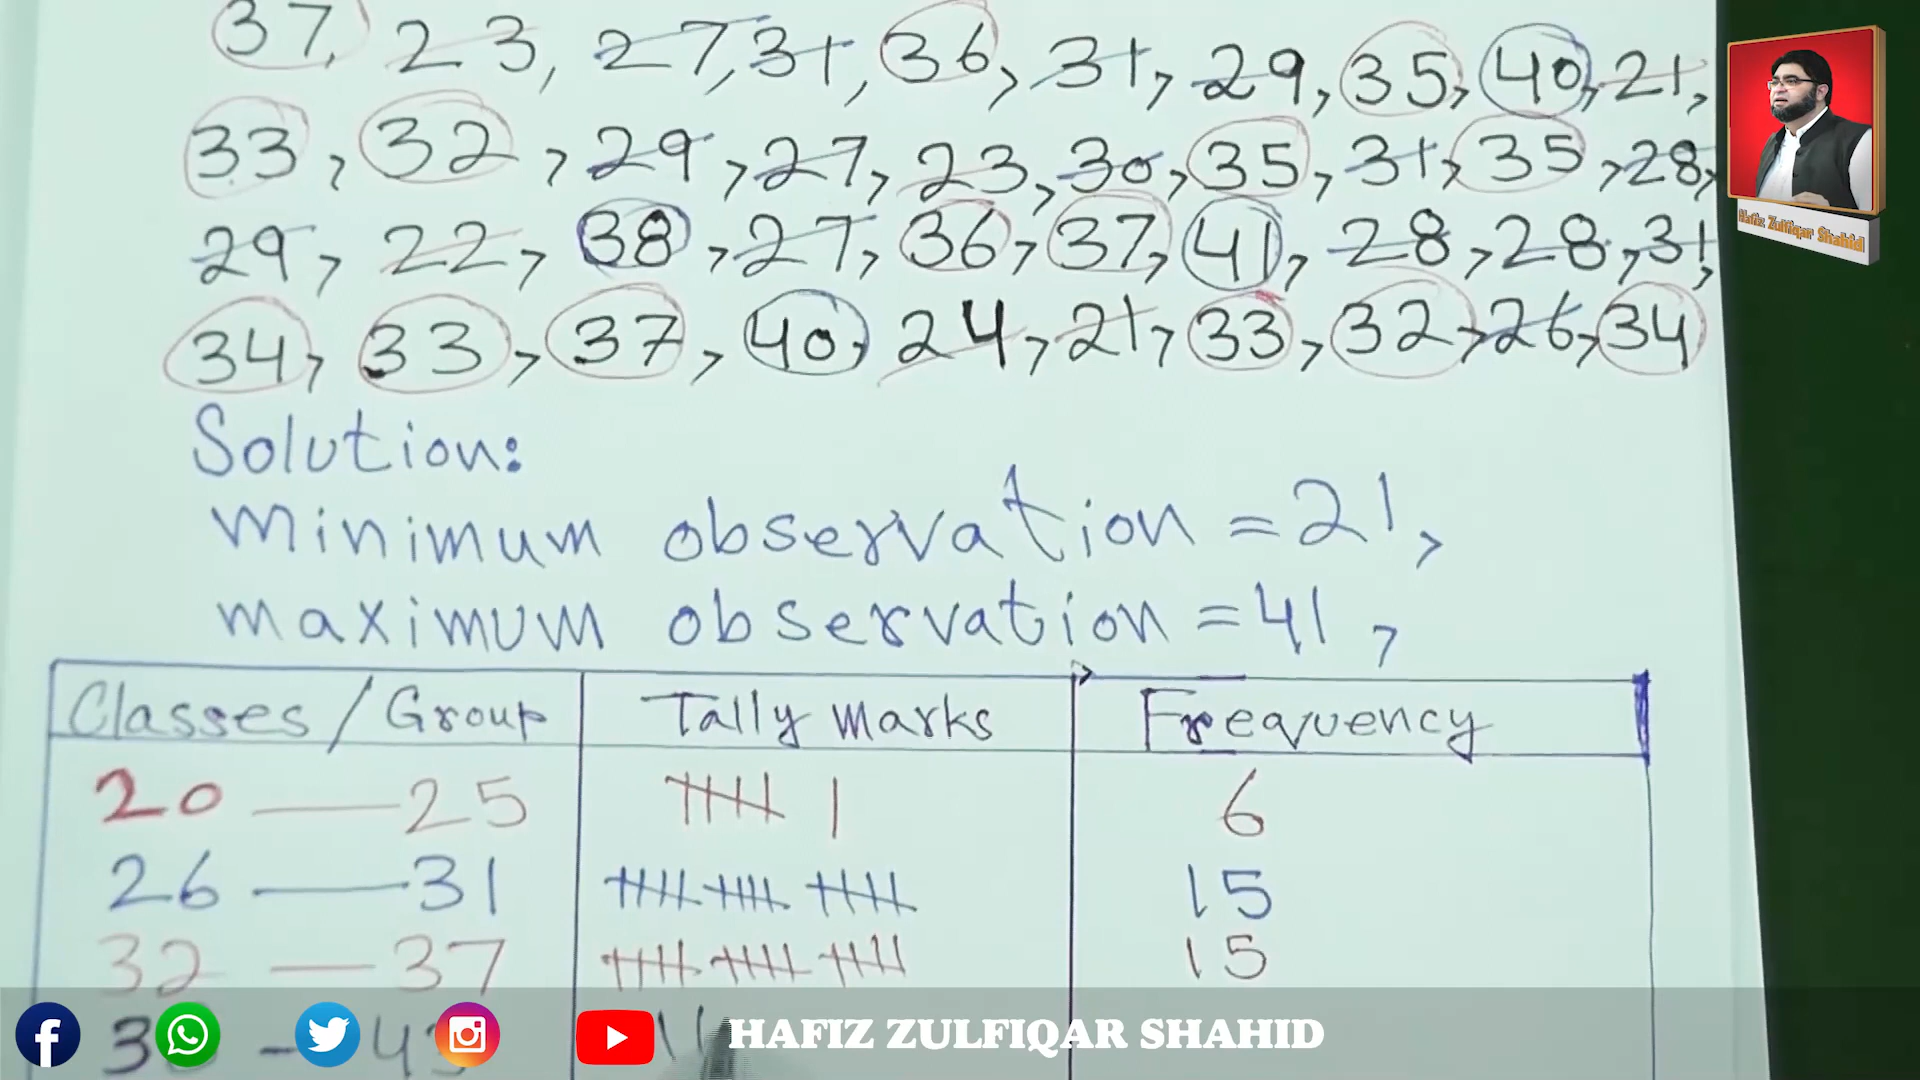 37, 23, 27, 31, 36, 31, 29, 35, 40, 21,
33, 32, 29, 27, 23, 30, 35, 31, 35, 28,
29, 22, 38, 27, 36, 37, 41, 28, 28, 31,
34, 33, 37, 40, 24, 21, 33, 32, 26, 34
Solution:
minimum observation = 21,
maximum observation = 41,
Classes / Group Tally marks Frequency
20 — 25 6
26 — 31 15
32 — 37 15
HAFIZ ZULFIQAR SHAHID
Hafiz Zulfiqar Shahid